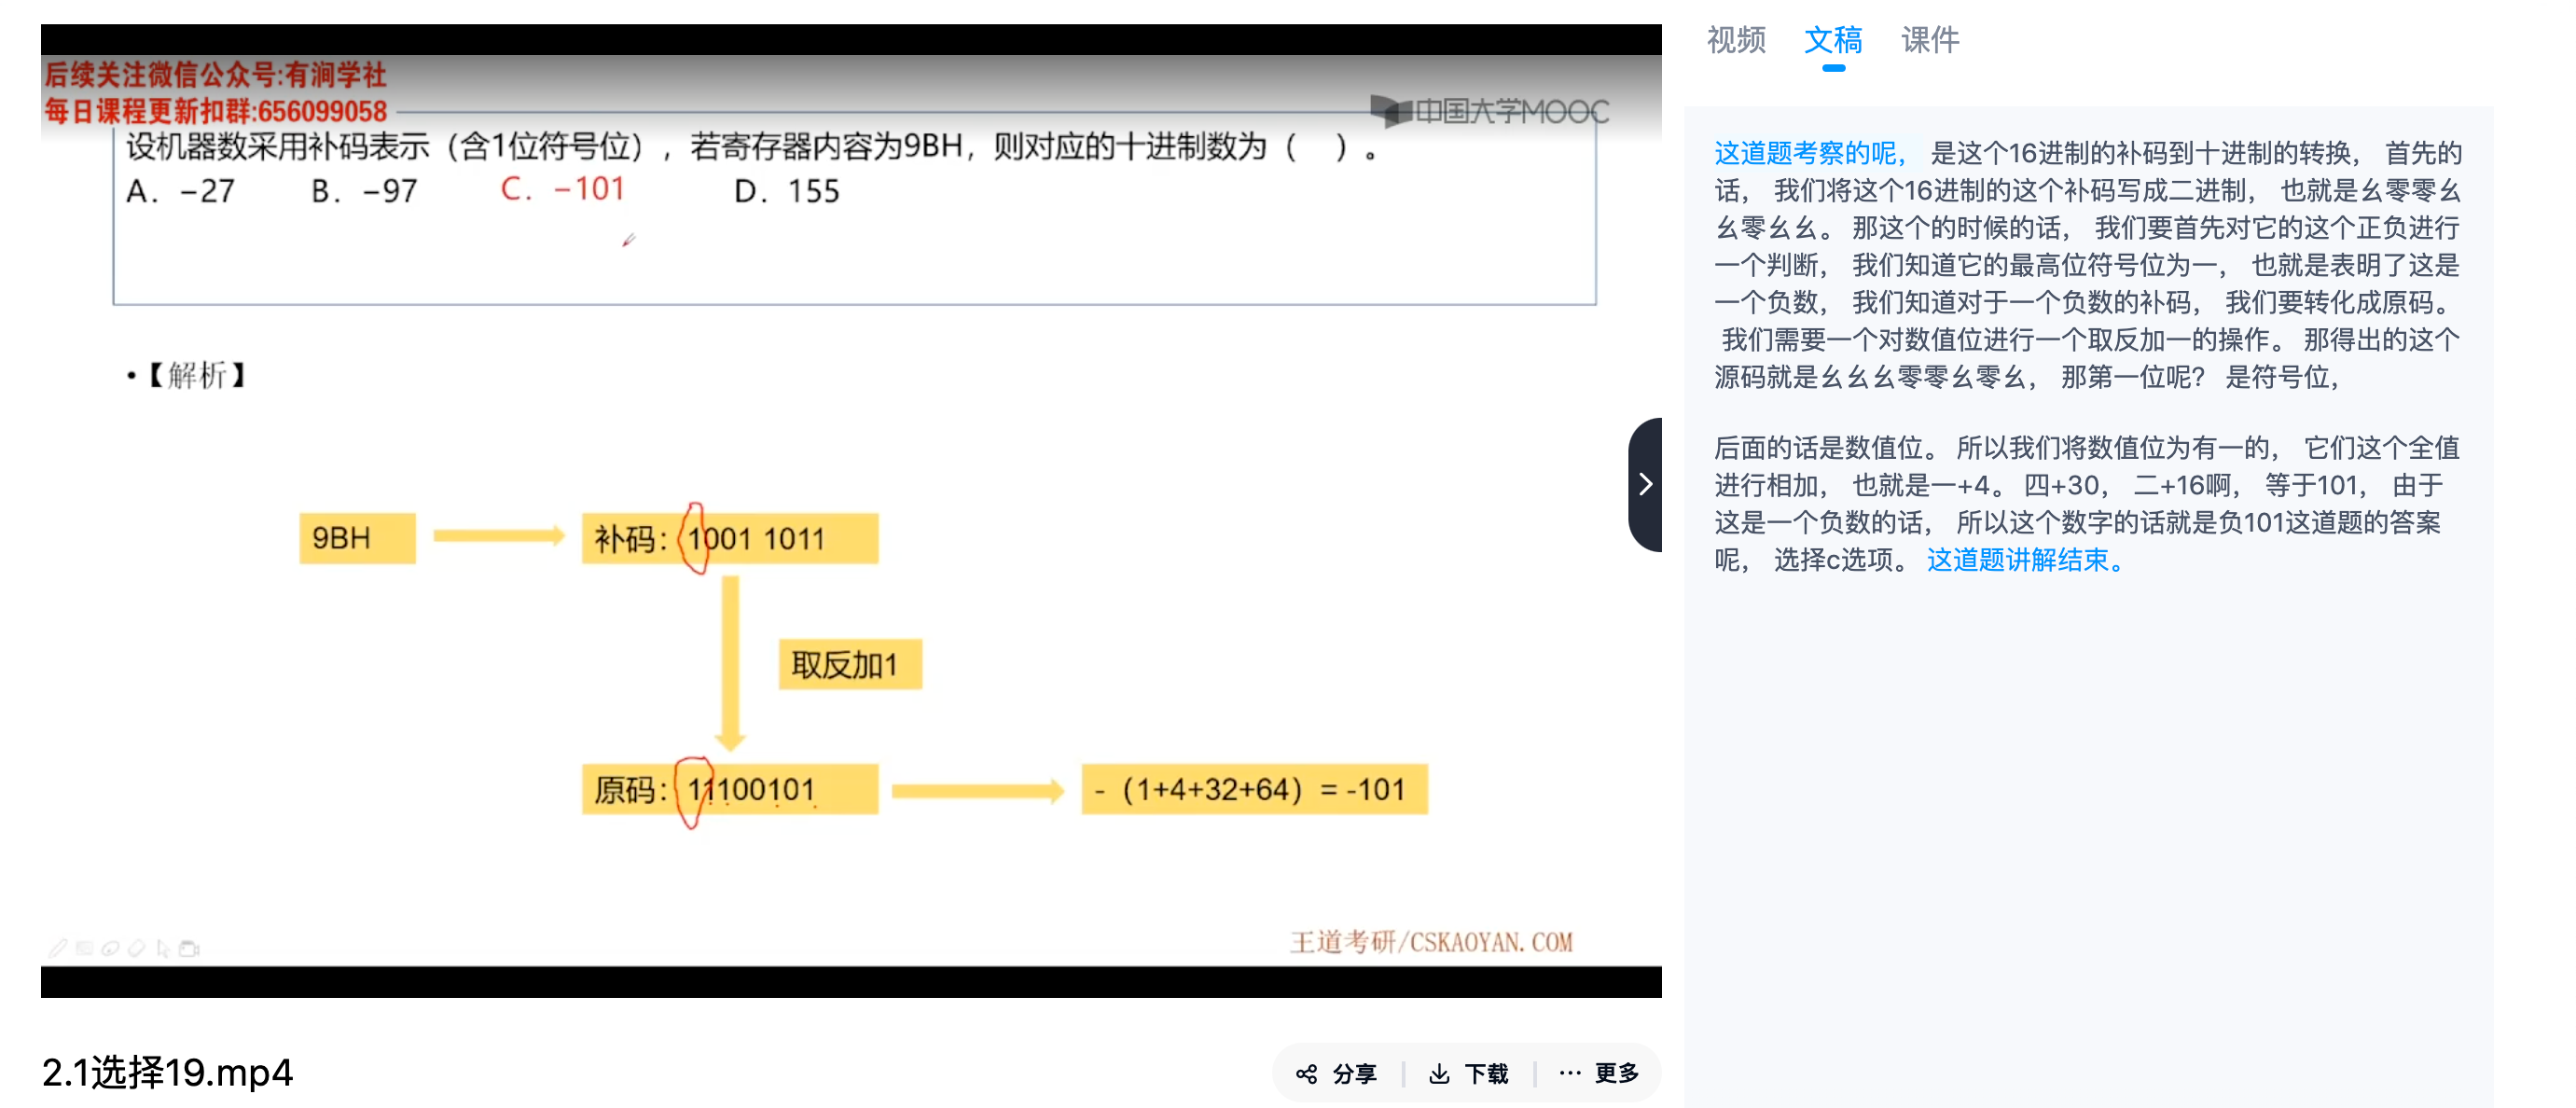 后续关注微信公众号:有涧学社
每日课程更新扣群:656099058
中国大学MOOC
设机器数采用补码表示（含1位符号位），若寄存器内容为9BH，则对应的十进制数为（ ）。
A. −27 B. −97 C. −101 D. 155
•【解析】
9BH
补码：1001 1011
取反加1
原码：11100101
-（1+4+32+64）= -101
王道考研/CSKAOYAN.COM
2.1选择19.mp4
分享
下载
更多
视频 文稿 课件
这道题考察的呢， 是这个16进制的补码到十进制的转换， 首先的
话， 我们将这个16进制的这个补码写成二进制， 也就是幺零零幺
幺零幺幺。 那这个的时候的话， 我们要首先对它的这个正负进行
一个判断， 我们知道它的最高位符号位为一， 也就是表明了这是
一个负数， 我们知道对于一个负数的补码， 我们要转化成原码。
我们需要一个对数值位进行一个取反加一的操作。 那得出的这个
源码就是幺幺幺零零幺零幺， 那第一位呢？ 是符号位，
后面的话是数值位。 所以我们将数值位为有一的， 它们这个全值
进行相加， 也就是一+4。 四+30， 二+16啊， 等于101， 由于
这是一个负数的话， 所以这个数字的话就是负101这道题的答案
呢， 选择c选项。 这道题讲解结束。